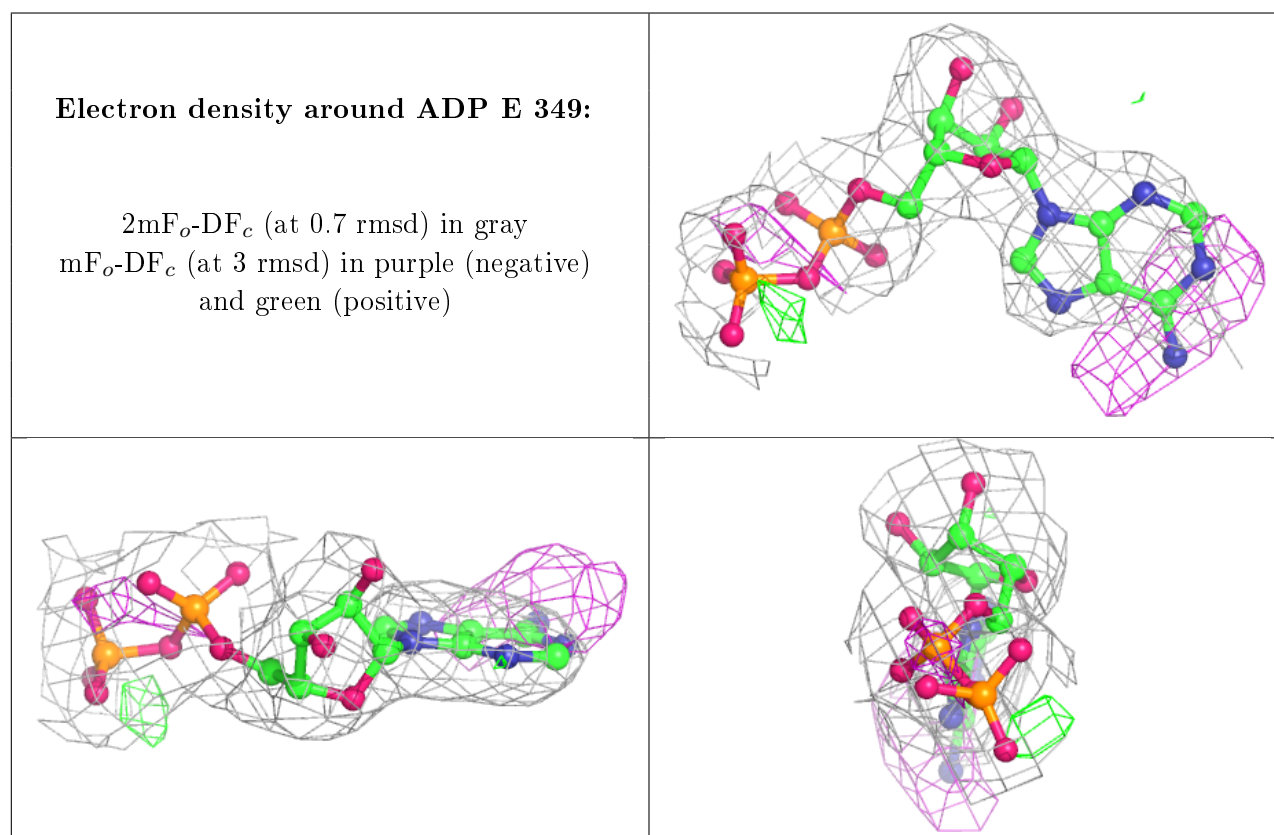 Electron density around ADP E 349:
2mFo-DFc (at 0.7 rmsd) in gray
mFo-DFc (at 3 rmsd) in purple (negative)
and green (positive)